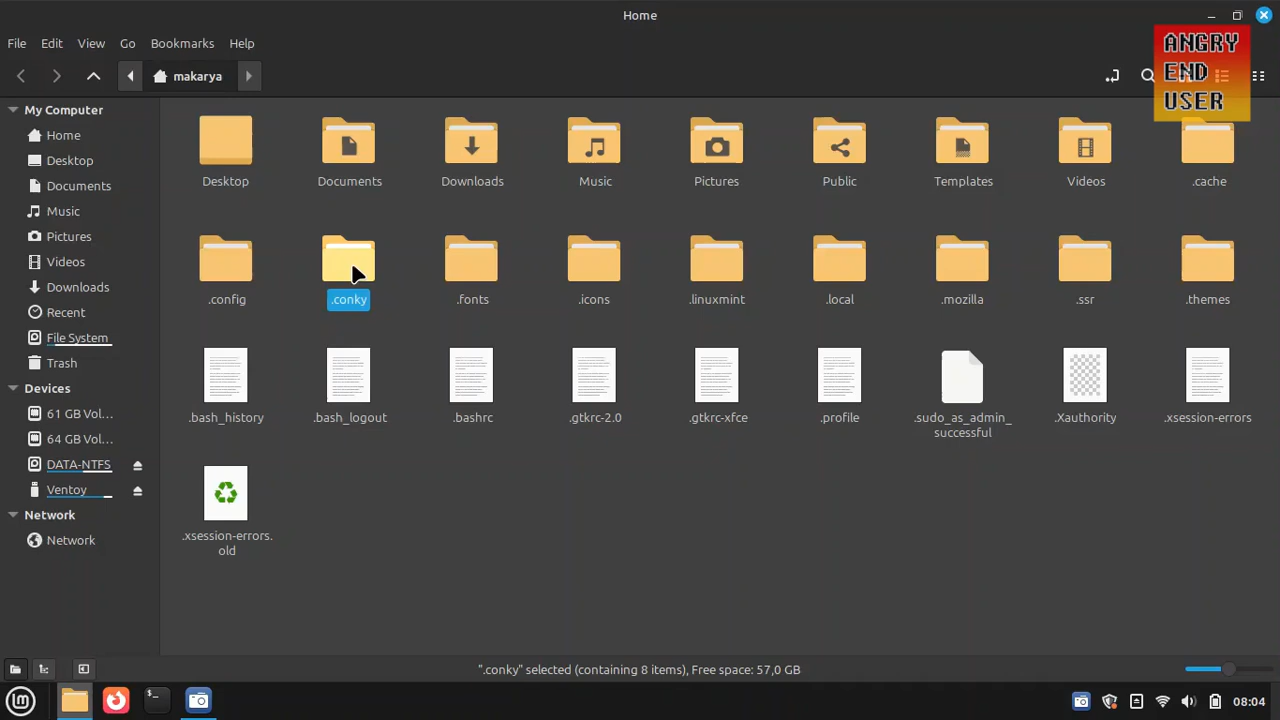 Home
File
Edit
View
Go
Bookmarks
Help
ANGRY
END
USER
makarya
My Computer
Home
Desktop
Documents
Music
Pictures
Videos
Downloads
Recent
File System
Trash
Devices
61 GB Vol...
64 GB Vol...
DATA-NTFS
Ventoy
Network
Network
Desktop
Documents
Downloads
Music
Pictures
Public
Templates
Videos
.cache
.config
.conky
.fonts
.icons
.linuxmint
.local
.mozilla
.ssr
.themes
.bash_history
.bash_logout
.bashrc
.gtkrc-2.0
.gtkrc-xfce
.profile
.sudo_as_admin_
successful
.Xauthority
.xsession-errors
.xsession-errors.
old
".conky" selected (containing 8 items), Free space: 57,0 GB
08:04